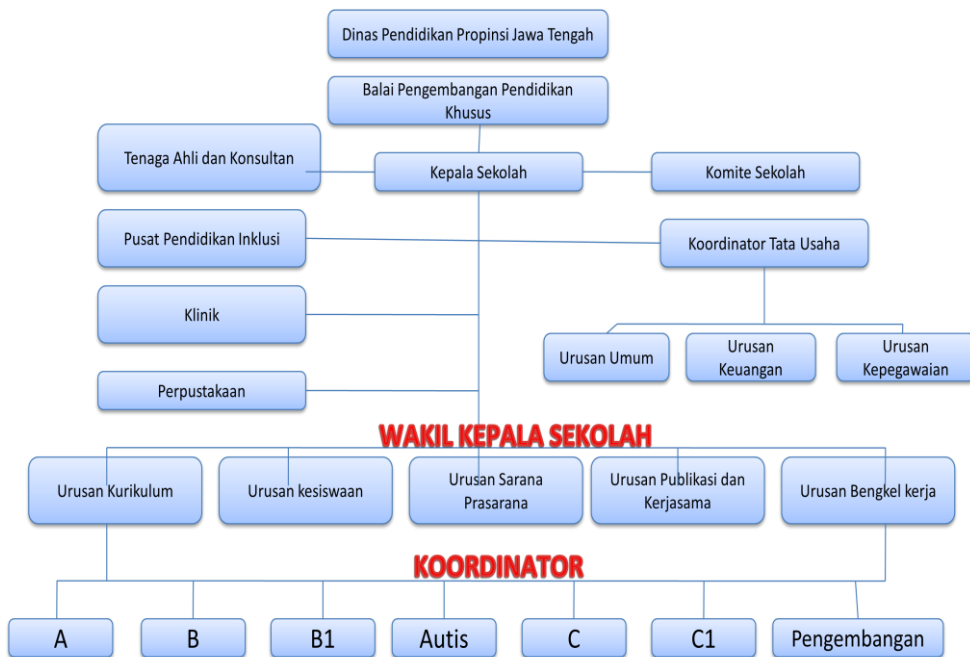 Dinas Pendidikan Propinsi Jawa Tengah
Balai Pengembangan Pendidikan
Khusus
Tenaga Ahli dan Konsultan
Kepala Sekolah
Komite Sekolah
Pusat Pendidikan Inklusi
Koordinator Tata Usaha
Klinik
Urusan Umum
Urusan
Keuangan
Urusan
Kepegawaian
Perpustakaan
WAKIL KEPALA SEKOLAH
Urusan Kurikulum
Urusan kesiswaan
Urusan Sarana
Prasarana
Urusan Publikasi dan
Kerjasama
Urusan Bengkel kerja
KOORDINATOR
A
B
B1
Autis
C
C1
Pengembangan